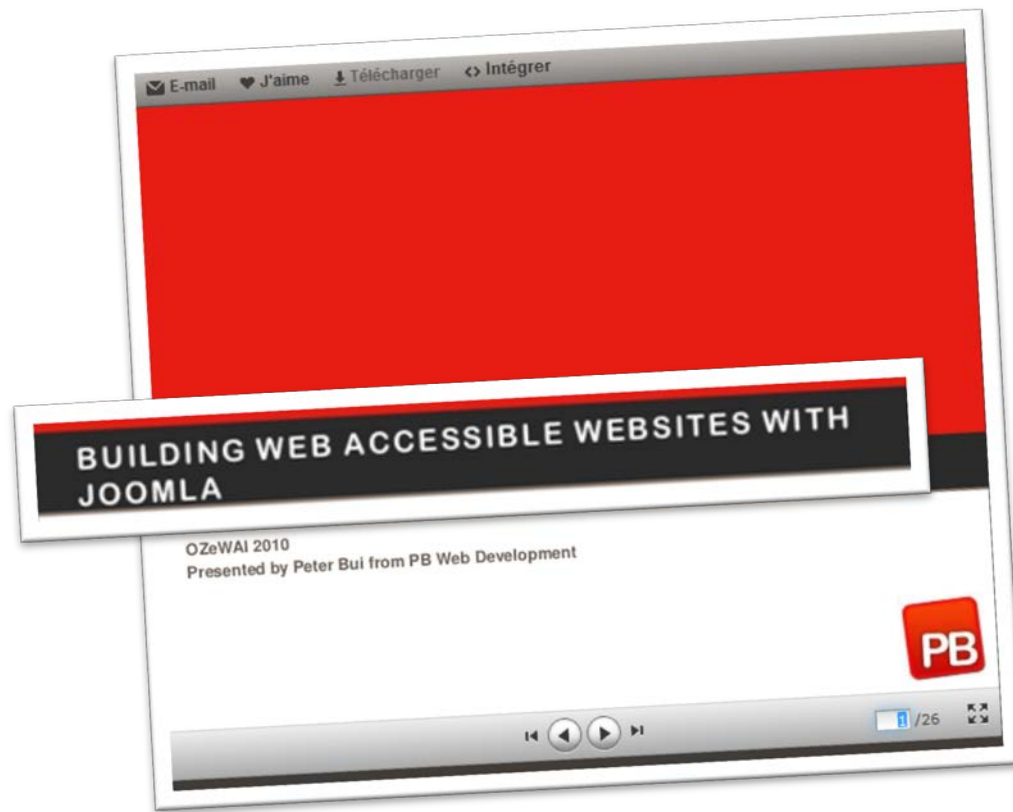 E-mail J'aime Télécharger Intégrer
BUILDING WEB ACCESSIBLE WEBSITES WITH
JOOMLA
OZeWAI 2010
Presented by Peter Bui from PB Web Development
PB
1 /26